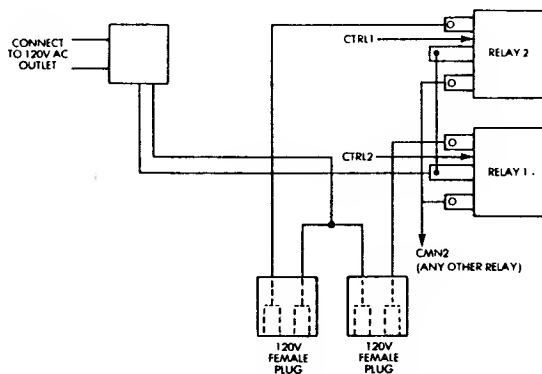 CONNECT
TO 120V AC
OUTLET
CTRL1
RELAY 2
CTRL2
RELAY 1.
CMN2
(ANY OTHER RELAY)
120V
FEMALE
PLUG
120V
FEMALE
PLUG